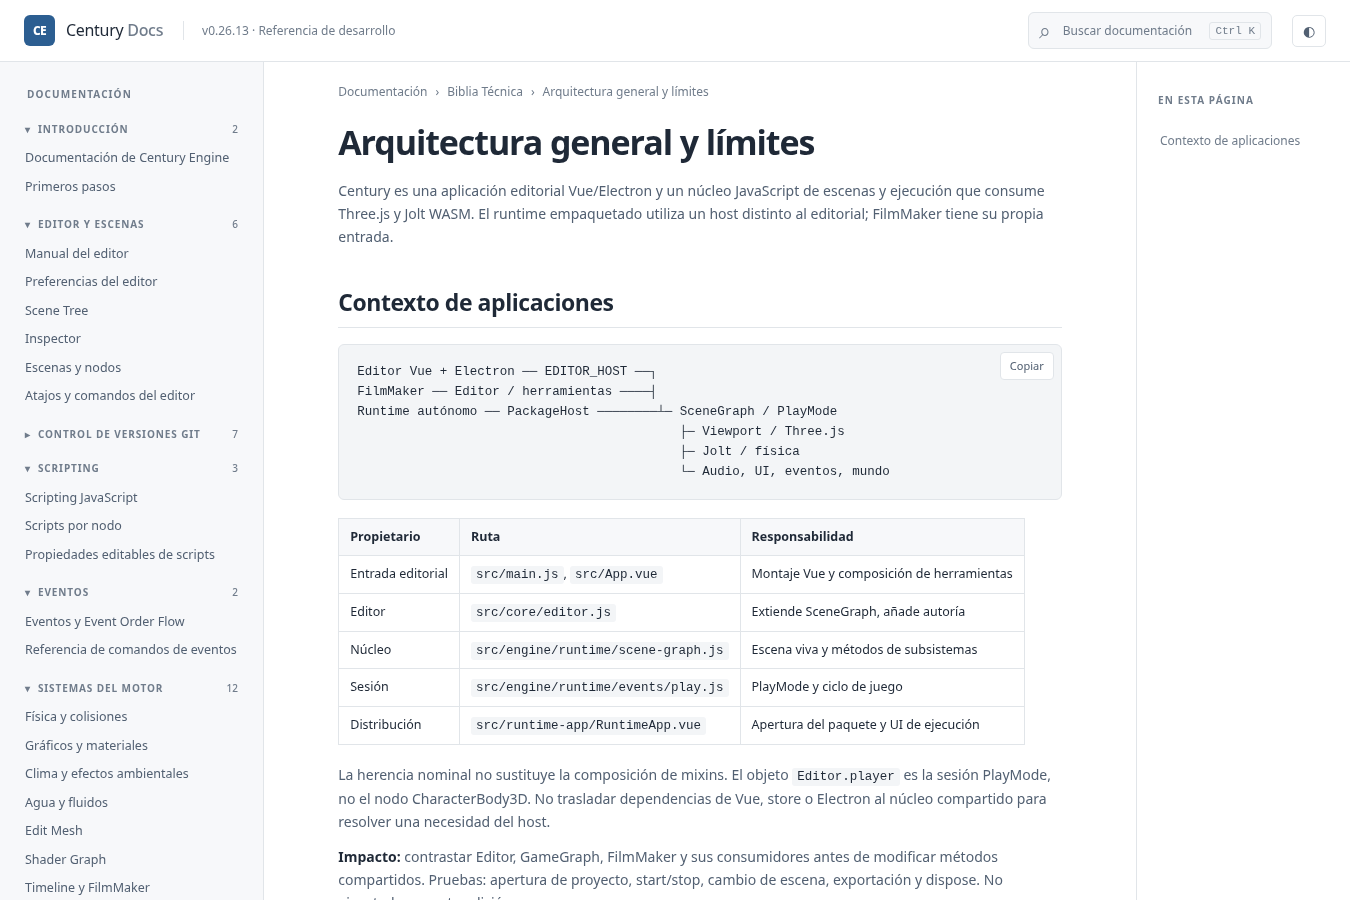 CE Century Docs v0.26.13 · Referencia de desarrollo
Buscar documentación Ctrl K
DOCUMENTACIÓN
INTRODUCCIÓN 2
Documentación de Century Engine
Primeros pasos
EDITOR Y ESCENAS 6
Manual del editor
Preferencias del editor
Scene Tree
Inspector
Escenas y nodos
Atajos y comandos del editor
CONTROL DE VERSIONES GIT 7
SCRIPTING 3
Scripting JavaScript
Scripts por nodo
Propiedades editables de scripts
EVENTOS 2
Eventos y Event Order Flow
Referencia de comandos de eventos
SISTEMAS DEL MOTOR 12
Física y colisiones
Gráficos y materiales
Clima y efectos ambientales
Agua y fluidos
Edit Mesh
Shader Graph
Timeline y FilmMaker
Documentación › Biblia Técnica › Arquitectura general y límites
Arquitectura general y límites
Century es una aplicación editorial Vue/Electron y un núcleo JavaScript de escenas y ejecución que consume
Three.js y Jolt WASM. El runtime empaquetado utiliza un host distinto al editorial; FilmMaker tiene su propia
entrada.
Contexto de aplicaciones
Copiar
Editor Vue + Electron ── EDITOR_HOST ──┐
FilmMaker ── Editor / herramientas ────┤
Runtime autónomo ── PackageHost ────────┴─ SceneGraph / PlayMode
├─ Viewport / Three.js
├─ Jolt / física
└─ Audio, UI, eventos, mundo
Propietario Ruta Responsabilidad
Entrada editorial src/main.js, src/App.vue Montaje Vue y composición de herramientas
Editor src/core/editor.js Extiende SceneGraph, añade autoría
Núcleo src/engine/runtime/scene-graph.js Escena viva y métodos de subsistemas
Sesión src/engine/runtime/events/play.js PlayMode y ciclo de juego
Distribución src/runtime-app/RuntimeApp.vue Apertura del paquete y UI de ejecución
La herencia nominal no sustituye la composición de mixins. El objeto Editor.player es la sesión PlayMode,
no el nodo CharacterBody3D. No trasladar dependencias de Vue, store o Electron al núcleo compartido para
resolver una necesidad del host.
Impacto: contrastar Editor, GameGraph, FilmMaker y sus consumidores antes de modificar métodos
compartidos. Pruebas: apertura de proyecto, start/stop, cambio de escena, exportación y dispose. No
EN ESTA PÁGINA
Contexto de aplicaciones